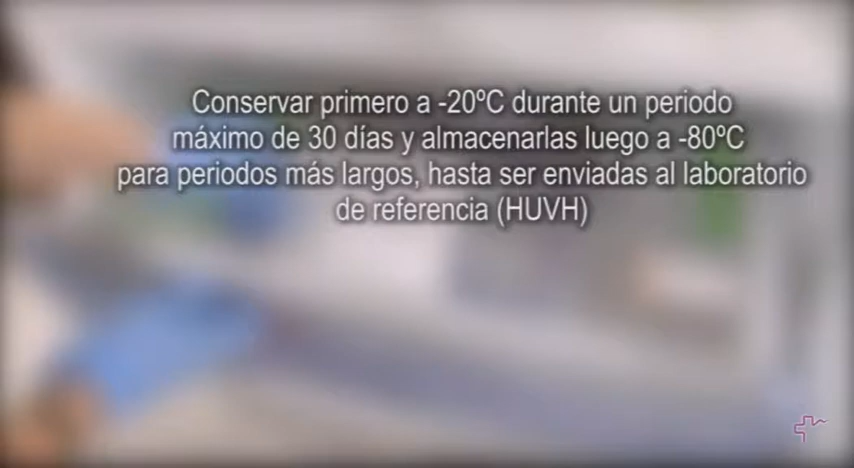 Conservar primero a -20ºC durante un periodo
máximo de 30 días y almacenarlas luego a -80ºC
para periodos más largos, hasta ser enviadas al laboratorio
de referencia (HUVH)